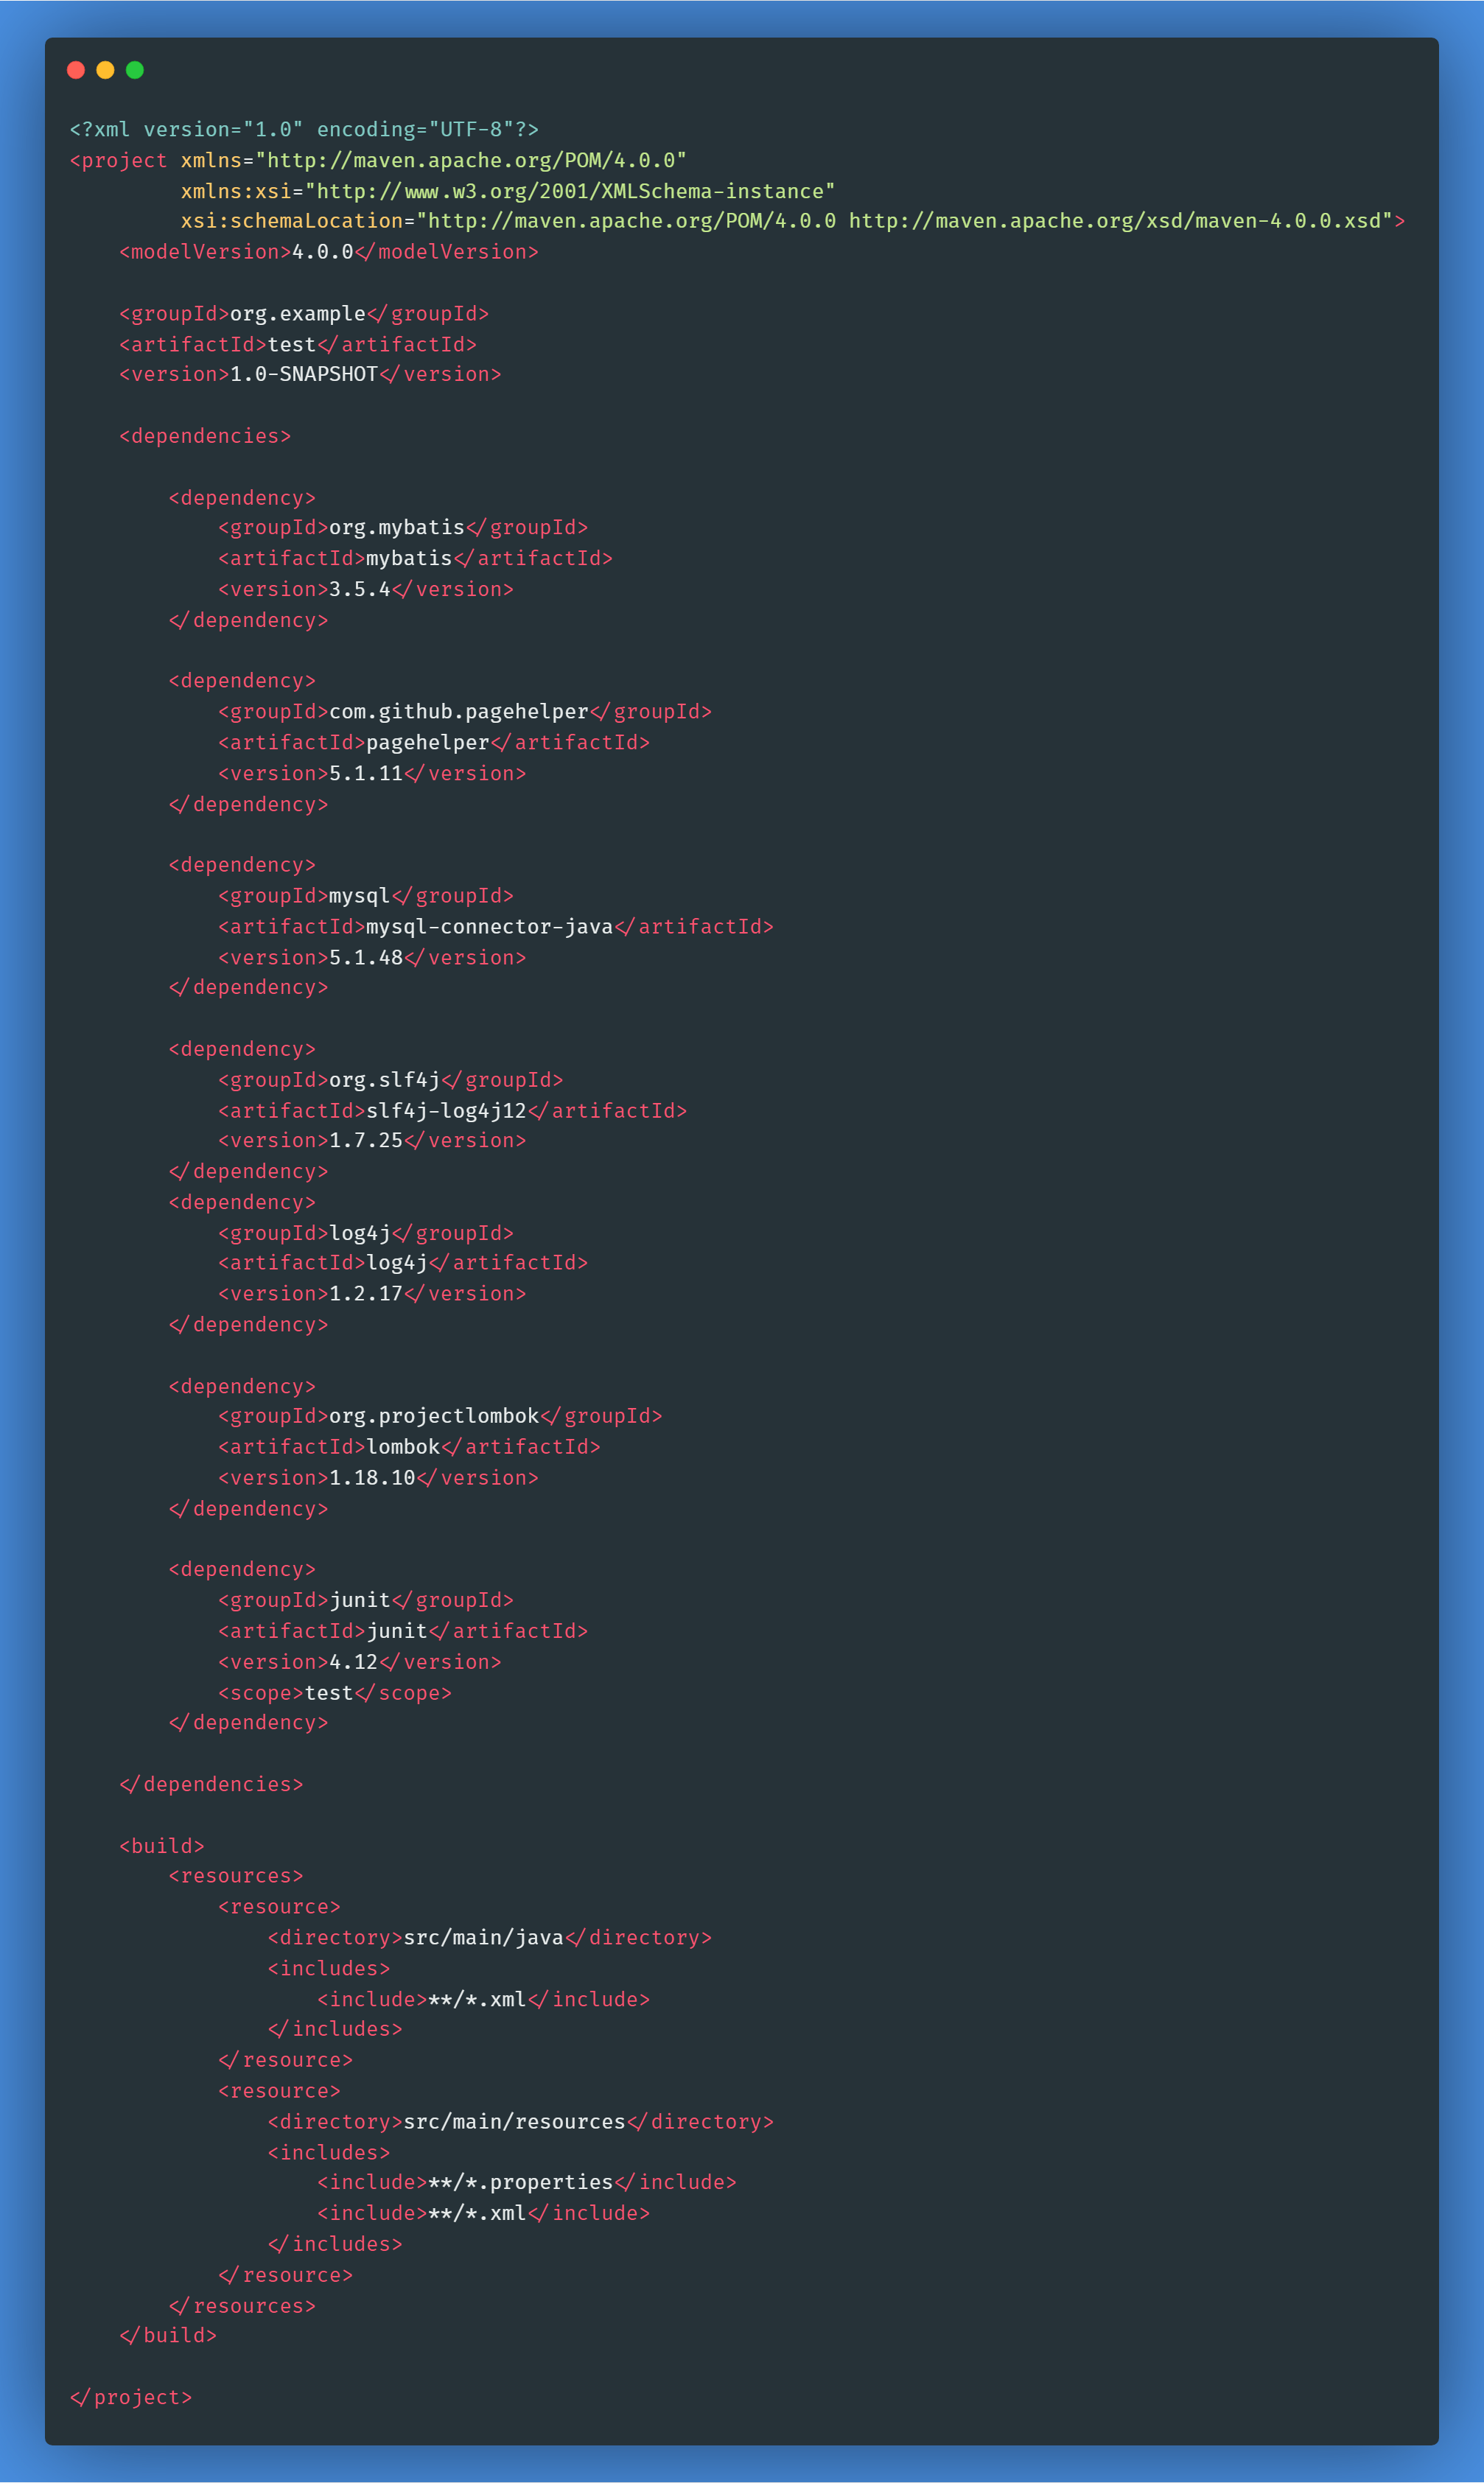 <?xml version="1.0" encoding="UTF-8"?>
<project xmlns="http://maven.apache.org/POM/4.0.0"
         xmlns:xsi="http://www.w3.org/2001/XMLSchema-instance"
         xsi:schemaLocation="http://maven.apache.org/POM/4.0.0 http://maven.apache.org/xsd/maven-4.0.0.xsd">
    <modelVersion>4.0.0</modelVersion>

    <groupId>org.example</groupId>
    <artifactId>test</artifactId>
    <version>1.0-SNAPSHOT</version>

    <dependencies>

        <dependency>
            <groupId>org.mybatis</groupId>
            <artifactId>mybatis</artifactId>
            <version>3.5.4</version>
        </dependency>

        <dependency>
            <groupId>com.github.pagehelper</groupId>
            <artifactId>pagehelper</artifactId>
            <version>5.1.11</version>
        </dependency>

        <dependency>
            <groupId>mysql</groupId>
            <artifactId>mysql-connector-java</artifactId>
            <version>5.1.48</version>
        </dependency>

        <dependency>
            <groupId>org.slf4j</groupId>
            <artifactId>slf4j-log4j12</artifactId>
            <version>1.7.25</version>
        </dependency>
        <dependency>
            <groupId>log4j</groupId>
            <artifactId>log4j</artifactId>
            <version>1.2.17</version>
        </dependency>

        <dependency>
            <groupId>org.projectlombok</groupId>
            <artifactId>lombok</artifactId>
            <version>1.18.10</version>
        </dependency>

        <dependency>
            <groupId>junit</groupId>
            <artifactId>junit</artifactId>
            <version>4.12</version>
            <scope>test</scope>
        </dependency>

    </dependencies>

    <build>
        <resources>
            <resource>
                <directory>src/main/java</directory>
                <includes>
                    <include>**/*.xml</include>
                </includes>
            </resource>
            <resource>
                <directory>src/main/resources</directory>
                <includes>
                    <include>**/*.properties</include>
                    <include>**/*.xml</include>
                </includes>
            </resource>
        </resources>
    </build>

</project>